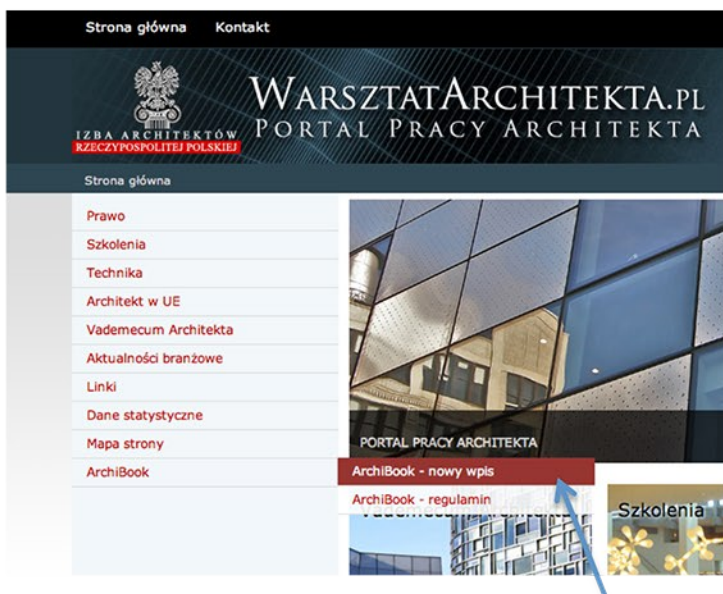 Strona główna Kontakt
IZBA ARCHITEKTÓW
RZECZYPOSPOLITEJ POLSKIEJ
WARSZTATARCHITEKTA.PL
PORTAL PRACY ARCHITEKTA
Strona główna
Prawo
Szkolenia
Technika
Architekt w UE
Vademecum Architekta
Aktualności branżowe
Linki
Dane statystyczne
Mapa strony
ArchiBook
PORTAL PRACY ARCHITEKTA
ArchiBook - nowy wpis
ArchiBook - regulamin
Vademecum Architekta
Szkolenia